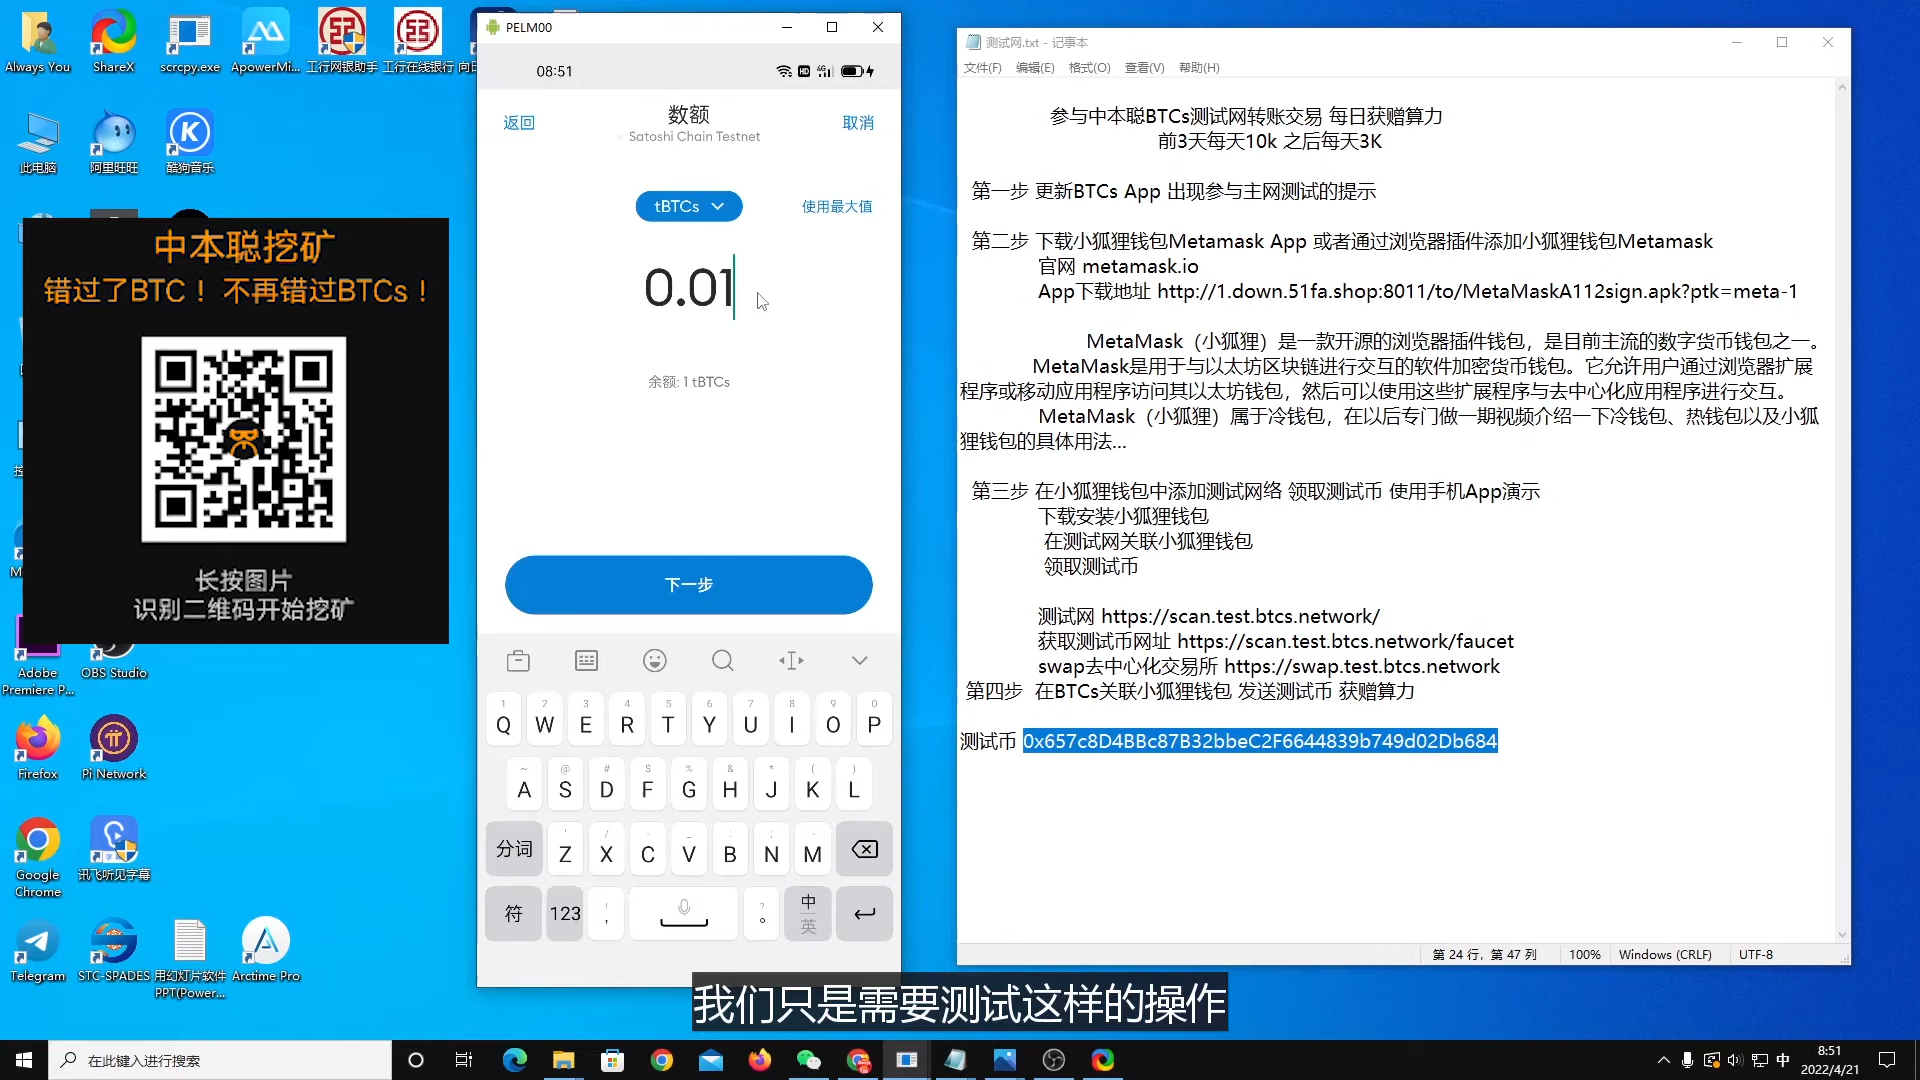 Always You
ShareX
scrcpy.exe
ApowerMi...
工行网银助手
工行在线银行
此电脑
阿里旺旺
酷狗音乐
中本聪挖矿
错过了BTC！ 不再错过BTCs！
长按图片
识别二维码开始挖矿
Adobe
Premiere P...
OBS Studio
Firefox
Pi Network
Google
Chrome
讯飞听见字幕
Telegram
STC-SPADES
用幻灯片软件
PPT(Power...
Arctime Pro
PELM00
08:51
返回
数额
Satoshi Chain Testnet
取消
tBTCs
使用最大值
0.01
余额: 1 tBTCs
下一步
1 2 3 4 5 6 7 8 9 0
Q W E R T Y U I O P
~ @ # $ % & * ( )
A S D F G H J K L
分词 Z X C V B N M
符 123 中 英
测试网.txt - 记事本
文件(F) 编辑(E) 格式(O) 查看(V) 帮助(H)
参与中本聪BTCs测试网转账交易 每日获赠算力
前3天每天10k 之后每天3K
第一步 更新BTCs App 出现参与主网测试的提示
第二步 下载小狐狸钱包Metamask App 或者通过浏览器插件添加小狐狸钱包Metamask
官网 metamask.io
App下载地址 http://1.down.51fa.shop:8011/to/MetaMaskA112sign.apk?ptk=meta-1
MetaMask（小狐狸）是一款开源的浏览器插件钱包，是目前主流的数字货币钱包之一。
MetaMask是用于与以太坊区块链进行交互的软件加密货币钱包。它允许用户通过浏览器扩展
程序或移动应用程序访问其以太坊钱包，然后可以使用这些扩展程序与去中心化应用程序进行交互。
MetaMask（小狐狸）属于冷钱包，在以后专门做一期视频介绍一下冷钱包、热钱包以及小狐
狸钱包的具体用法...
第三步 在小狐狸钱包中添加测试网络 领取测试币 使用手机App演示
下载安装小狐狸钱包
在测试网关联小狐狸钱包
领取测试币
测试网 https://scan.test.btcs.network/
获取测试币网址 https://scan.test.btcs.network/faucet
swap去中心化交易所 https://swap.test.btcs.network
第四步 在BTCs关联小狐狸钱包 发送测试币 获赠算力
测试币 0x657c8D4BBc87B32bbeC2F6644839b749d02Db684
第 24 行，第 47 列 100% Windows (CRLF) UTF-8
我们只是需要测试这样的操作
在此键入进行搜索
中
8:51
2022/4/21